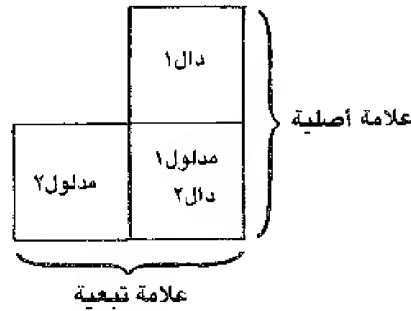 دال١
علامة أصلية
مدلول١
دال٢
مدلول٢
علامة تبعية